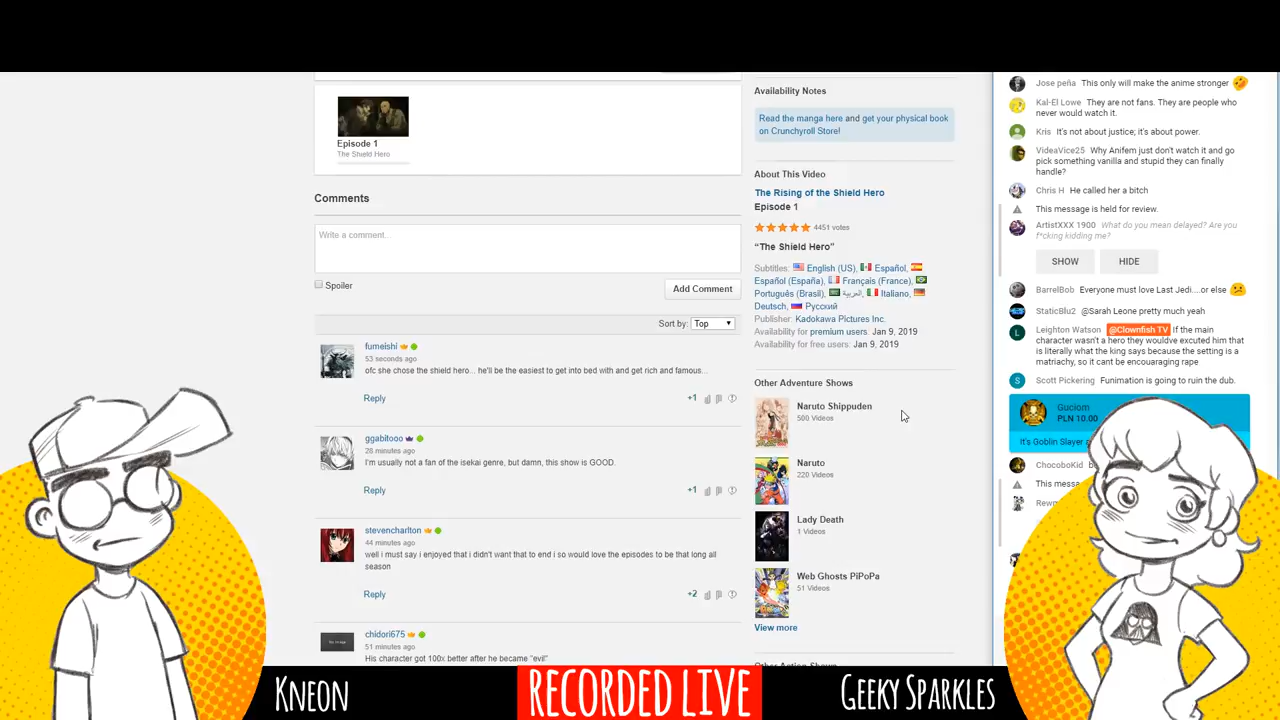 Episode 1
The Shield Hero
Comments
Write a comment...
Spoiler
Add Comment
Sort by: Top
fumeishi
53 seconds ago
ofc she chose the shield hero... he'll be the easiest to get into bed with and get rich and famous...
Reply
+1
ggabitooo
28 minutes ago
I'm usually not a fan of the isekai genre, but damn, this show is GOOD.
Reply
+1
stevencharlton
44 minutes ago
well i must say i enjoyed that i didn't want that to end i so would love the episodes to be that long all
season
Reply
+2
chidori675
51 minutes ago
His character got 100x better after he became "evil"
Availability Notes
Read the manga here and get your physical book
on Crunchyroll Store!
About This Video
The Rising of the Shield Hero
Episode 1
4451 votes
"The Shield Hero"
Subtitles: English (US), Español,
Español (España), Français (France),
Português (Brasil), العربية, Italiano,
Deutsch, Русский
Publisher: Kadokawa Pictures Inc.
Availability for premium users: Jan 9, 2019
Availability for free users: Jan 9, 2019
Other Adventure Shows
Naruto Shippuden
500 Videos
Naruto
220 Videos
Lady Death
1 Videos
Web Ghosts PiPoPa
51 Videos
View more
Other Action Shows
Jose peña This only will make the anime stronger
Kal-El Lowe They are not fans. They are people who
never would watch it.
Kris It's not about justice; it's about power.
VideaVice25 Why Anifem just don't watch it and go
pick something vanilla and stupid they can finally
handle?
Chris H He called her a bitch
This message is held for review.
ArtistXXX 1900 What do you mean delayed? Are you
f*cking kidding me?
SHOW HIDE
BarrelBob Everyone must love Last Jedi....or else
StaticBlu2 @Sarah Leone pretty much yeah
L Leighton Watson @Clownfish TV If the main
character wasn't a hero they wouldve excuted him that
is literally what the king says because the setting is a
matriachy, so it cant be encouaraging rape
S Scott Pickering Funimation is going to ruin the dub.
Guciom
PLN 10.00
It's Goblin Slayer
ChocoboKid
This
KNEON
RECORDED LIVE
GEEKY SPARKLES